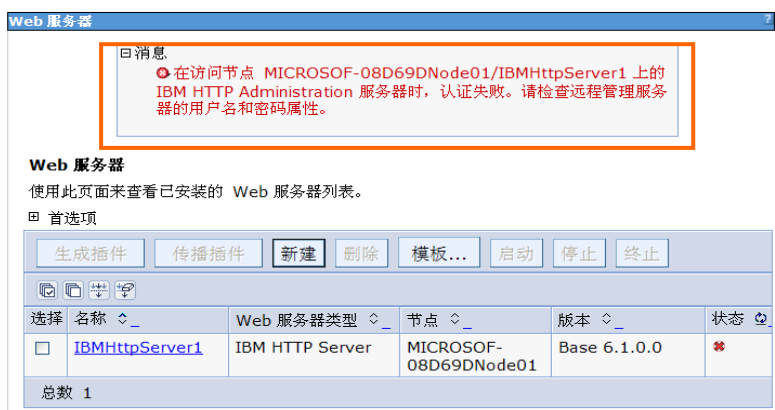 Web 服务器 ?
消息
在访问节点 MICROSOF-08D69DNode01/IBMHttpServer1 上的
IBM HTTP Administration 服务器时，认证失败。请检查远程管理服务
器的用户名和密码属性。
Web 服务器
使用此页面来查看已安装的 Web 服务器列表。
首选项
生成插件 传播插件 新建 删除 模板... 启动 停止 终止
选择 名称 Web 服务器类型 节点 版本 状态
IBMHttpServer1 IBM HTTP Server MICROSOF- Base 6.1.0.0
08D69DNode01
总数 1